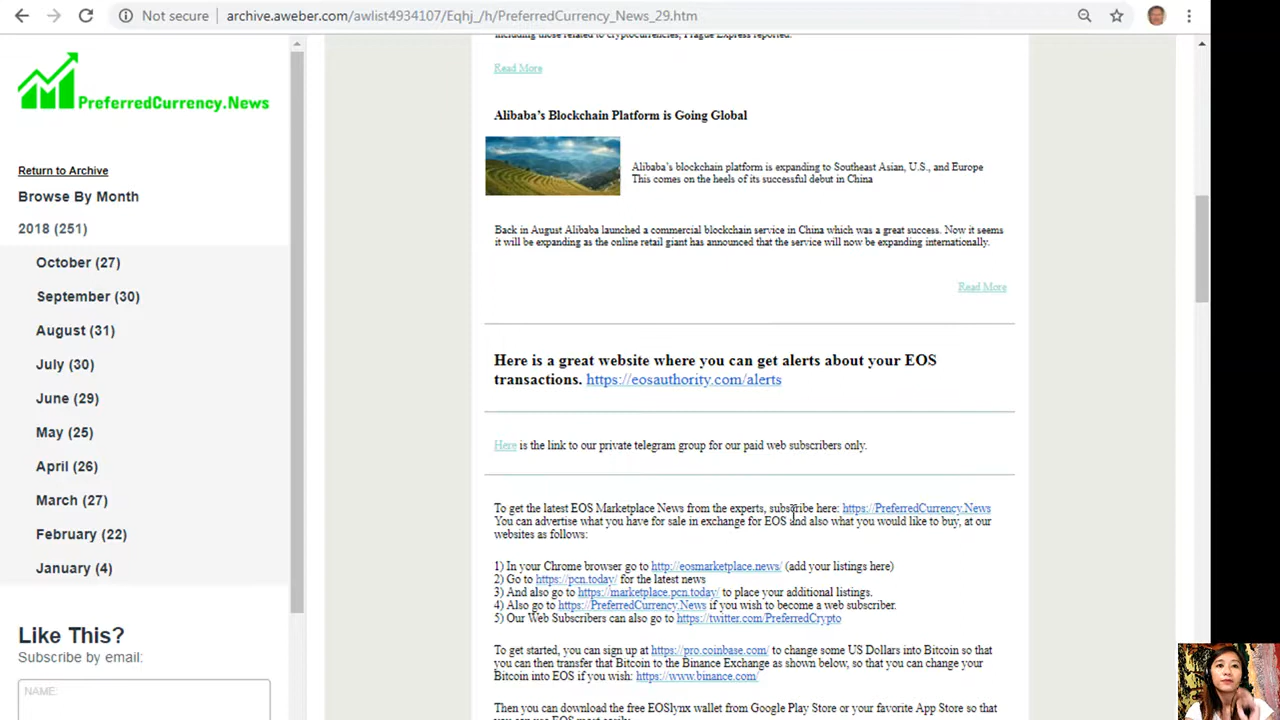 Not secure | archive.aweber.com/awlist4934107/Eqhj_/h/PreferredCurrency_News_29.htm
PreferredCurrency.News
Return to Archive
Browse By Month
2018 (251)
October (27)
September (30)
August (31)
July (30)
June (29)
May (25)
April (26)
March (27)
February (22)
January (4)
Like This?
Subscribe by email:
NAME:
including those related to cryptocurrencies, Prague Express reported.
Read More
Alibaba's Blockchain Platform is Going Global
Alibaba's blockchain platform is expanding to Southeast Asian, U.S., and Europe
This comes on the heels of its successful debut in China
Back in August Alibaba launched a commercial blockchain service in China which was a great success. Now it seems
it will be expanding as the online retail giant has announced that the service will now be expanding internationally.
Read More
Here is a great website where you can get alerts about your EOS
transactions. https://eosauthority.com/alerts
Here is the link to our private telegram group for our paid web subscribers only.
To get the latest EOS Marketplace News from the experts, subscribe here: https://PreferredCurrency.News
You can advertise what you have for sale in exchange for EOS and also what you would like to buy, at our
websites as follows:
1) In your Chrome browser go to http://eosmarketplace.news/ (add your listings here)
2) Go to https://pcn.today/ for the latest news
3) And also go to https://marketplace.pcn.today/ to place your additional listings.
4) Also go to https://PreferredCurrency.News if you wish to become a web subscriber.
5) Our Web Subscribers can also go to https://twitter.com/PreferredCrypto
To get started, you can sign up at https://pro.coinbase.com/ to change some US Dollars into Bitcoin so that
you can then transfer that Bitcoin to the Binance Exchange as shown below, so that you can change your
Bitcoin into EOS if you wish: https://www.binance.com/
Then you can download the free EOSlynx wallet from Google Play Store or your favorite App Store so that
you can use EOS most easily.